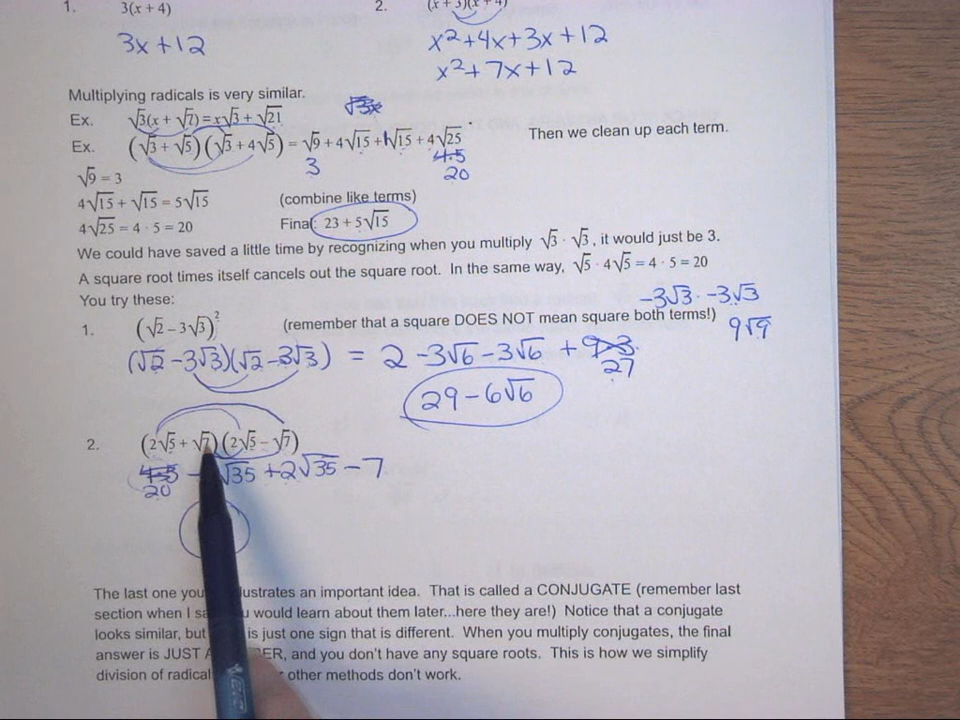 1. 3(x + 4) 2. (x + 3)(x + 4)
3x + 12 x² + 4x + 3x + 12
x² + 7x + 12
Multiplying radicals is very similar.
√3x
Ex. √3(x + √7) = x√3 + √21
Ex. (√3 + √5)(√3 + 4√5) = √9 + 4√15 + 1√15 + 4√25 Then we clean up each term.
3 4·5
20
√9 = 3
4√15 + √15 = 5√15 (combine like terms)
4√25 = 4 · 5 = 20 Final: 23 + 5√15
We could have saved a little time by recognizing when you multiply √3 · √3, it would just be 3.
A square root times itself cancels out the square root. In the same way, √5 · 4√5 = 4 · 5 = 20
You try these:
-3√3 · -3√3
1. (√2 – 3√3)² (remember that a square DOES NOT mean square both terms!)
9√9
(√2 - 3√3)(√2 - 3√3) = 2 - 3√6 - 3√6 + 9·3
27
29 - 6√6
2. (2√5 + √7)(2√5 – √7)
4·5 - √35 + 2√35 - 7
20
The last one you illustrates an important idea. That is called a CONJUGATE (remember last
section when I would learn about them later...here they are!) Notice that a conjugate
looks similar, but is just one sign that is different. When you multiply conjugates, the final
answer is JUST A NUMBER, and you don't have any square roots. This is how we simplify
division of radicals other methods don't work.